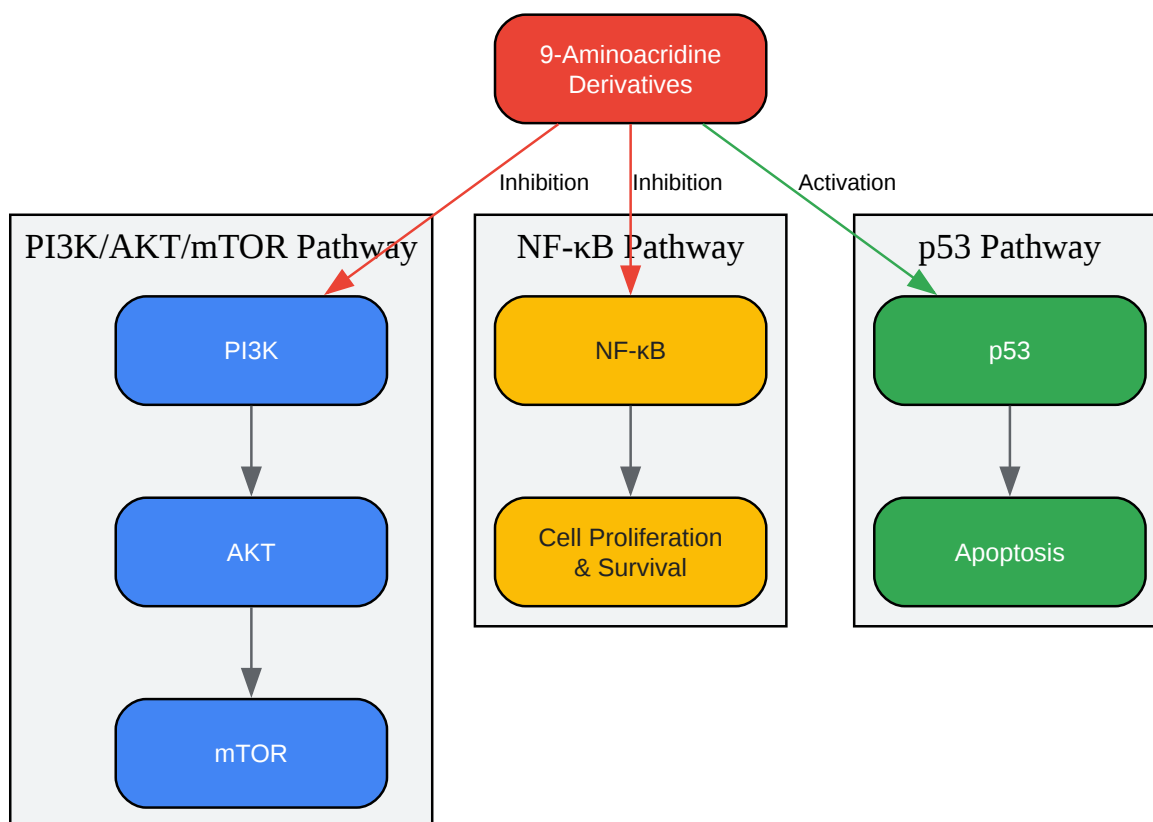 9-Aminoacridine
Derivatives
Inhibition
Inhibition
Activation
PI3K/AKT/mTOR Pathway
NF-κB Pathway
p53 Pathway
PI3K
NF-κB
p53
AKT
Cell Proliferation
& Survival
Apoptosis
mTOR